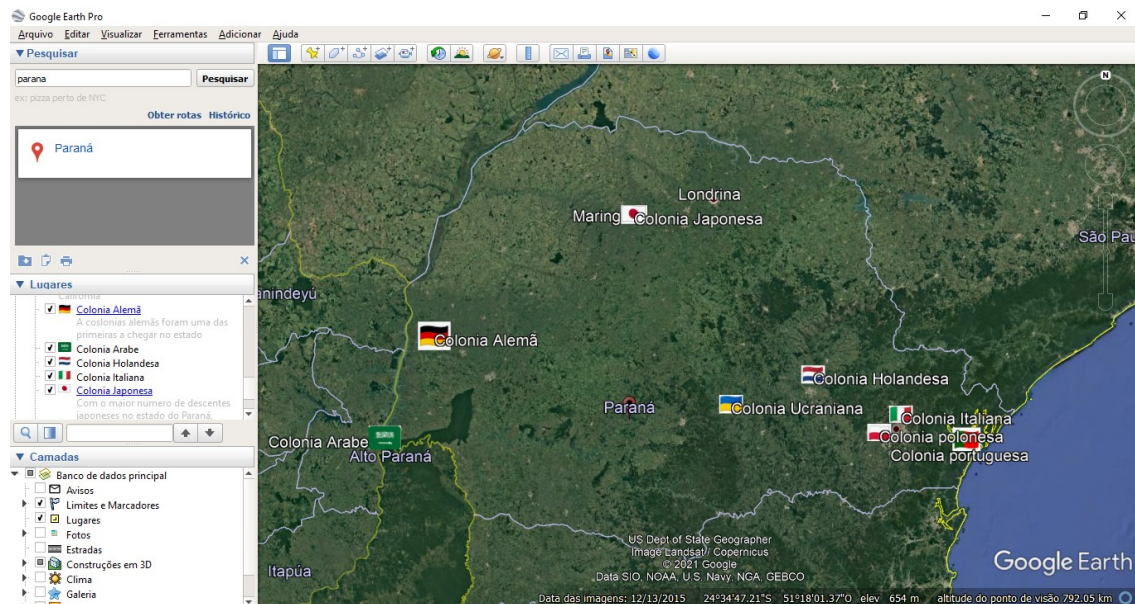 Google Earth Pro
Arquivo Editar Visualizar Ferramentas Adicionar Ajuda
Pesquisar
parana
Pesquisar
ex: pizza perto de NYC
Obter rotas Histórico
Paraná
Lugares
California
Colonia Alemã
A coslonias alemãs foram uma das
primeiras a chegar no estado
Colonia Arabe
Colonia Holandesa
Colonia Italiana
Colonia Japonesa
Com o maior numero de descentes
japoneses no estado do Paraná,
Camadas
Banco de dados principal
Avisos
Limites e Marcadores
Lugares
Fotos
Estradas
Construções em 3D
Clima
Galeria
N
Londrina
Maring
Colonia Japonesa
São Pau
anindeyú
Colonia Alemã
Colonia Holandesa
Paraná
Colonia Ucraniana
Colonia Italiana
Colonia polonesa
Colonia portuguesa
Colonia Arabe
Alto Paraná
Itapúa
US Dept of State Geographer
Image Landsat / Copernicus
© 2021 Google
Data SIO, NOAA, U.S. Navy, NGA, GEBCO
Google Earth
Data das imagens: 12/13/2015 24°34'47.21"S 51°18'01.37"O elev 654 m altitude do ponto de visão 792.05 km